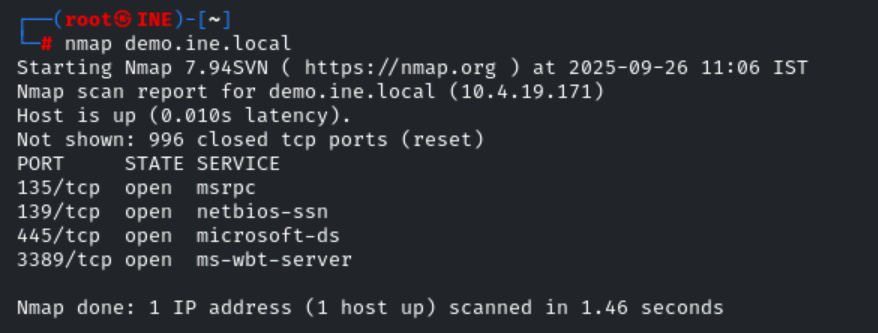 ┌──(root㉿INE)-[~]
└─# nmap demo.ine.local
Starting Nmap 7.94SVN ( https://nmap.org ) at 2025-09-26 11:06 IST
Nmap scan report for demo.ine.local (10.4.19.171)
Host is up (0.010s latency).
Not shown: 996 closed tcp ports (reset)
PORT     STATE SERVICE
135/tcp  open  msrpc
139/tcp  open  netbios-ssn
445/tcp  open  microsoft-ds
3389/tcp open  ms-wbt-server
Nmap done: 1 IP address (1 host up) scanned in 1.46 seconds